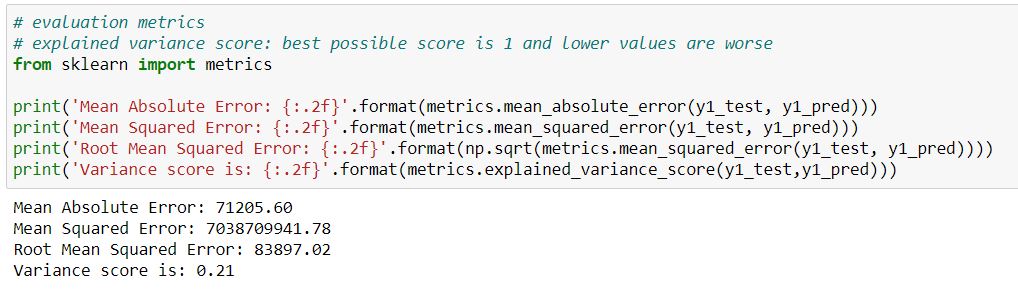 # evaluation metrics
# explained variance score: best possible score is 1 and lower values are worse
from sklearn import metrics
print('Mean Absolute Error: {:.2f}'.format(metrics.mean_absolute_error(y1_test, y1_pred)))
print('Mean Squared Error: {:.2f}'.format(metrics.mean_squared_error(y1_test, y1_pred)))
print('Root Mean Squared Error: {:.2f}'.format(np.sqrt(metrics.mean_squared_error(y1_test, y1_pred))))
print('Variance score is: {:.2f}'.format(metrics.explained_variance_score(y1_test,y1_pred)))
Mean Absolute Error: 71205.60
Mean Squared Error: 7038709941.78
Root Mean Squared Error: 83897.02
Variance score is: 0.21